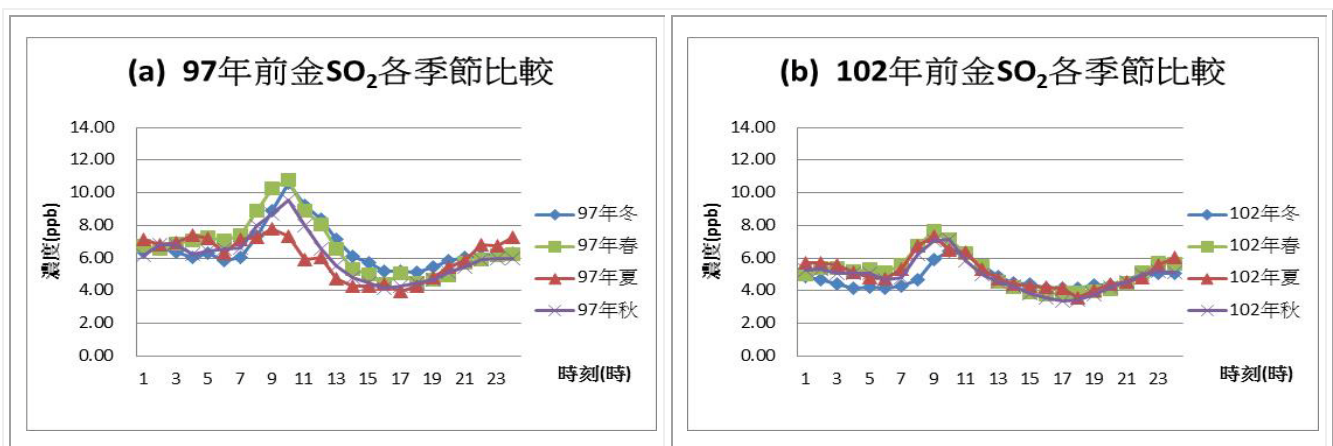 (a) 97年前金SO₂各季節比較
濃度(ppb)
14.00
12.00
10.00
8.00
6.00
4.00
2.00
0.00
1 3 5 7 9 11 13 15 17 19 21 23
時刻(時)
97年冬
97年春
97年夏
97年秋
(b) 102年前金SO₂各季節比較
濃度(ppb)
14.00
12.00
10.00
8.00
6.00
4.00
2.00
0.00
1 3 5 7 9 11 13 15 17 19 21 23
時刻(時)
102年冬
102年春
102年夏
102年秋